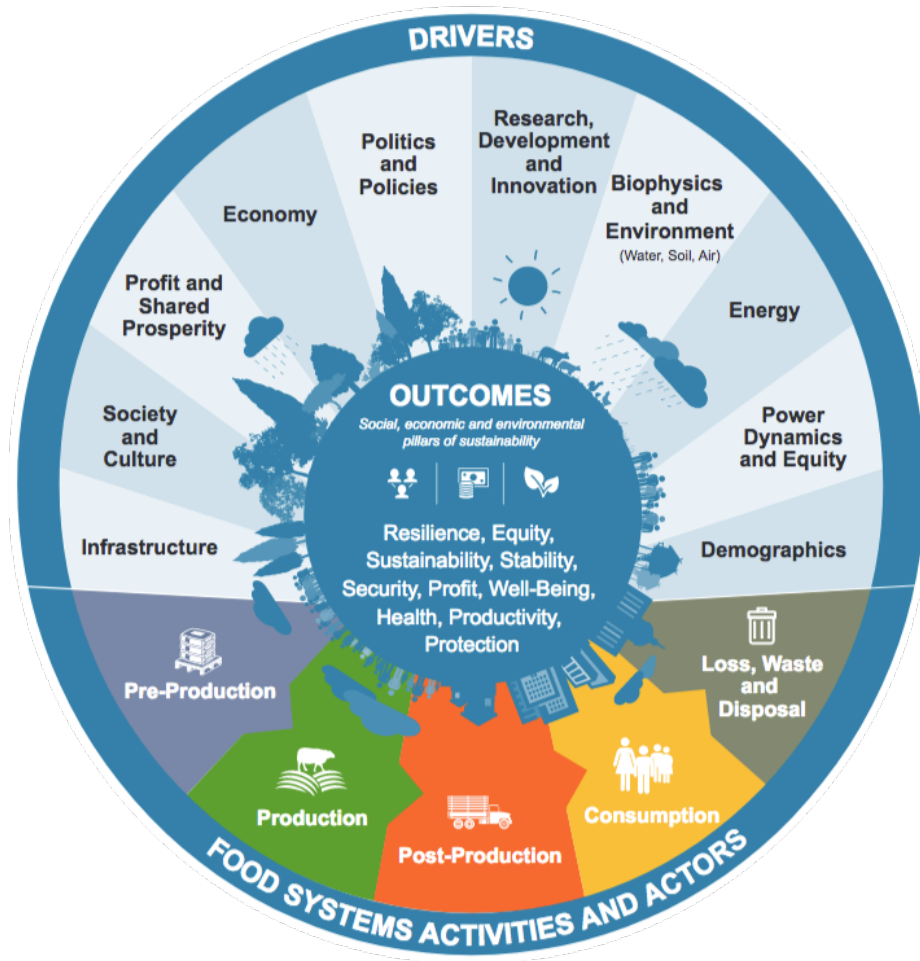 DRIVERS
Infrastructure
Society
and
Culture
Profit and
Shared
Prosperity
Economy
Politics
and
Policies
Research,
Development
and
Innovation
Biophysics
and
Environment
(Water, Soil, Air)
Energy
Power
Dynamics
and Equity
Demographics
OUTCOMES
Social, economic and environmental
pillars of sustainability
Resilience, Equity,
Sustainability, Stability,
Security, Profit, Well-Being,
Health, Productivity,
Protection
Pre-Production
Production
Post-Production
Consumption
Loss, Waste
and
Disposal
FOOD SYSTEMS ACTIVITIES AND ACTORS